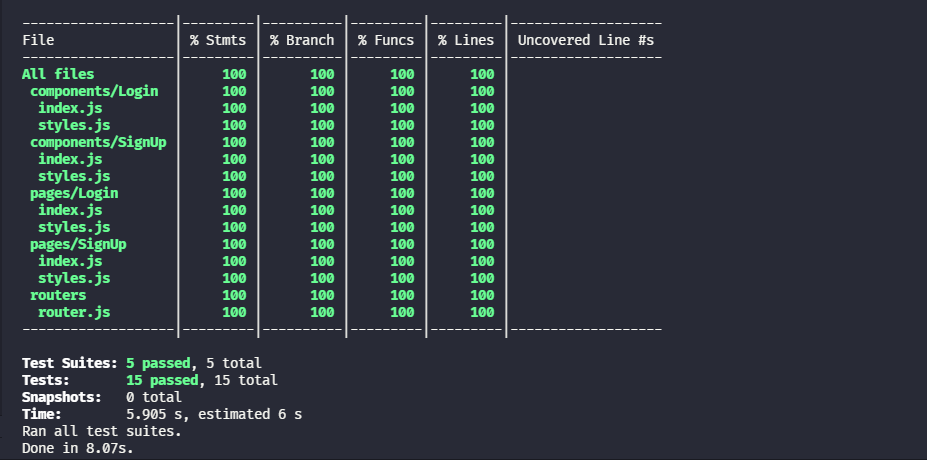 -------------------|---------|----------|---------|---------|-------------------
File               | % Stmts | % Branch | % Funcs | % Lines | Uncovered Line #s
-------------------|---------|----------|---------|---------|-------------------
All files          |     100 |      100 |     100 |     100 |
 components/Login  |     100 |      100 |     100 |     100 |
  index.js         |     100 |      100 |     100 |     100 |
  styles.js        |     100 |      100 |     100 |     100 |
 components/SignUp |     100 |      100 |     100 |     100 |
  index.js         |     100 |      100 |     100 |     100 |
  styles.js        |     100 |      100 |     100 |     100 |
 pages/Login       |     100 |      100 |     100 |     100 |
  index.js         |     100 |      100 |     100 |     100 |
  styles.js        |     100 |      100 |     100 |     100 |
 pages/SignUp      |     100 |      100 |     100 |     100 |
  index.js         |     100 |      100 |     100 |     100 |
  styles.js        |     100 |      100 |     100 |     100 |
 routers           |     100 |      100 |     100 |     100 |
  router.js        |     100 |      100 |     100 |     100 |
-------------------|---------|----------|---------|---------|-------------------
Test Suites: 5 passed, 5 total
Tests:       15 passed, 15 total
Snapshots:   0 total
Time:        5.905 s, estimated 6 s
Ran all test suites.
Done in 8.07s.